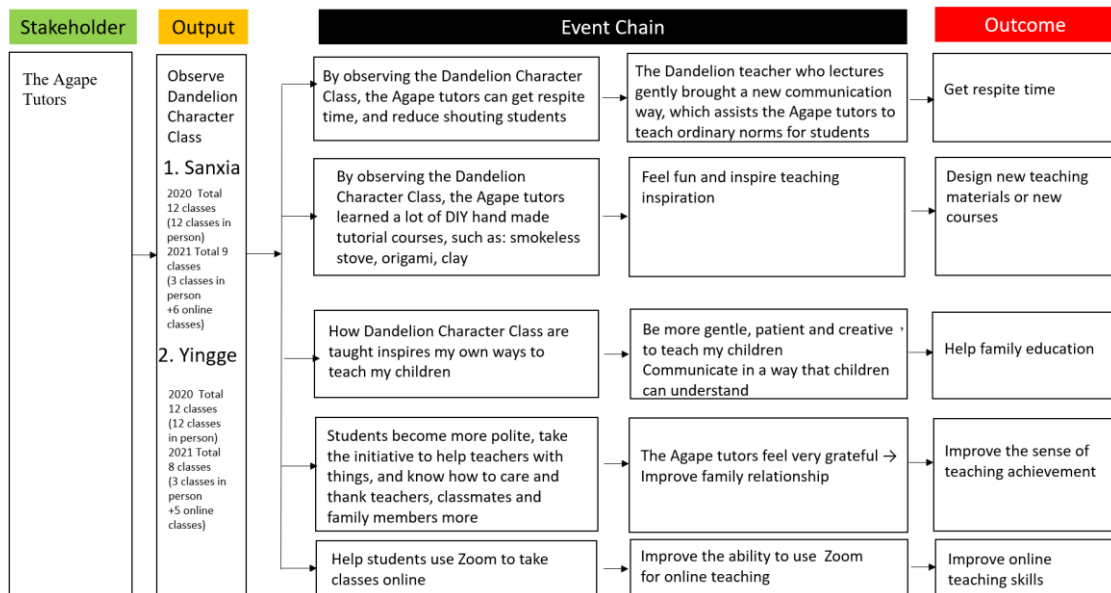 Stakeholder
Output
Event Chain
Outcome
The Agape
Tutors
Observe
Dandelion
Character
Class
1. Sanxia
2020 Total
12 classes
(12 classes in
person)
2021 Total 9
classes
(3 classes in
person
+6 online
classes)
2. Yingge
2020 Total
12 classes
(12 classes
in person)
2021 Total
8 classes
(3 classes
in person
+5 online
classes)
By observing the Dandelion Character
Class, the Agape tutors can get respite
time, and reduce shouting students
The Dandelion teacher who lectures
gently brought a new communication
way, which assists the Agape tutors to
teach ordinary norms for students
Get respite time
By observing the Dandelion
Character Class, the Agape tutors
learned a lot of DIY hand made
tutorial courses, such as: smokeless
stove, origami, clay
Feel fun and inspire teaching
inspiration
Design new teaching
materials or new
courses
How Dandelion Character Class are
taught inspires my own ways to
teach my children
Be more gentle, patient and creative，
to teach my children
Communicate in a way that children
can understand
Help family education
Students become more polite, take
the initiative to help teachers with
things, and know how to care and
thank teachers, classmates and
family members more
The Agape tutors feel very grateful →
Improve family relationship
Improve the sense of
teaching achievement
Help students use Zoom to take
classes online
Improve the ability to use Zoom
for online teaching
Improve online
teaching skills